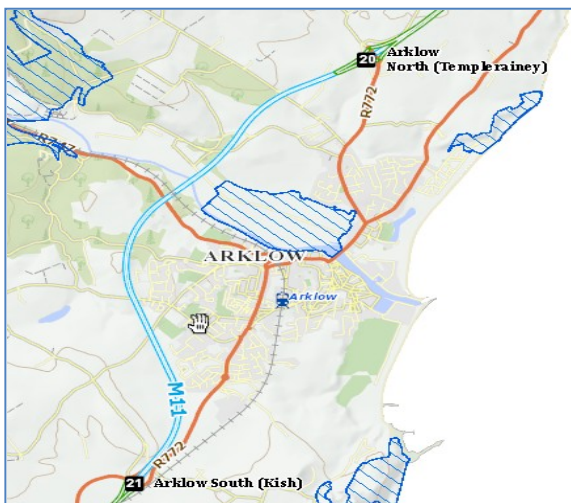 20
Arklow
North (Templerainey)
R772
R747
ARKLOW
Arklow
M11
R772
21 Arklow South (Kish)